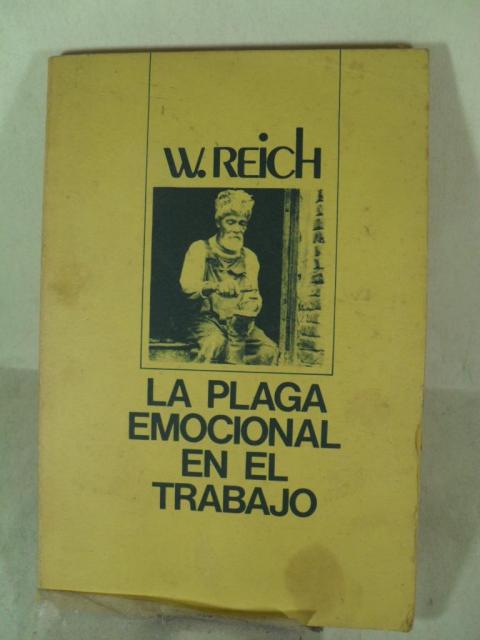 W. REICH
LA PLAGA
EMOCIONAL
EN EL
TRABAJO